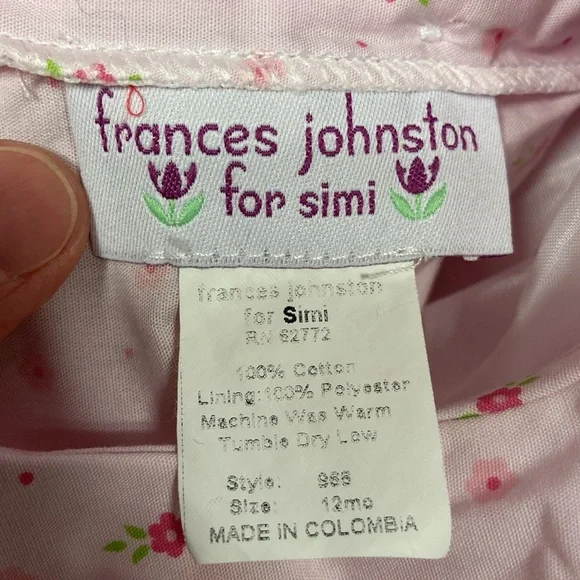 frances johnston
for simi
frances johnston
for Simi
RN 62772
100% Cotton
Lining:100% Polyester
Machine Was Warm
Tumble Dry Low
Style. 968
Size: 12mo
MADE IN COLOMBIA